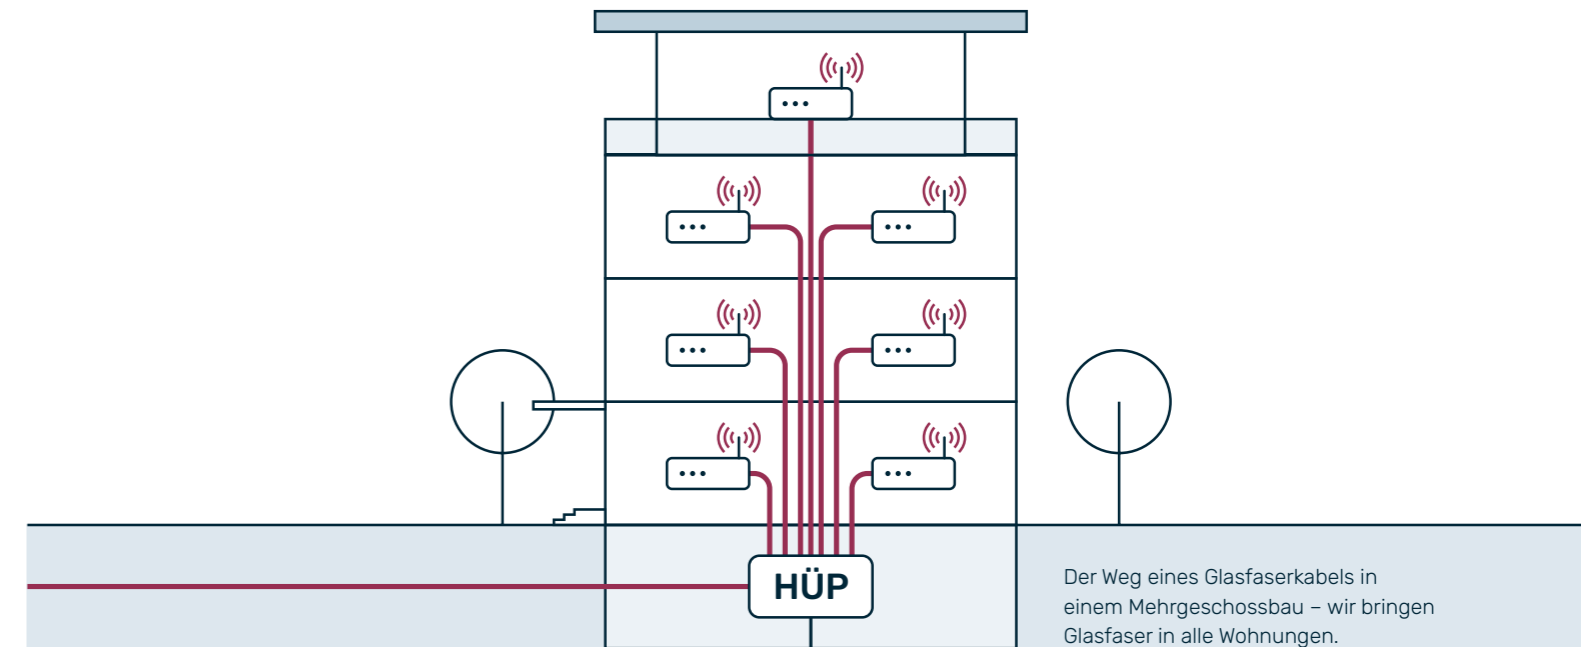 HÜP
Der Weg eines Glasfaserkabels in
einem Mehrgeschossbau – wir bringen
Glasfaser in alle Wohnungen.